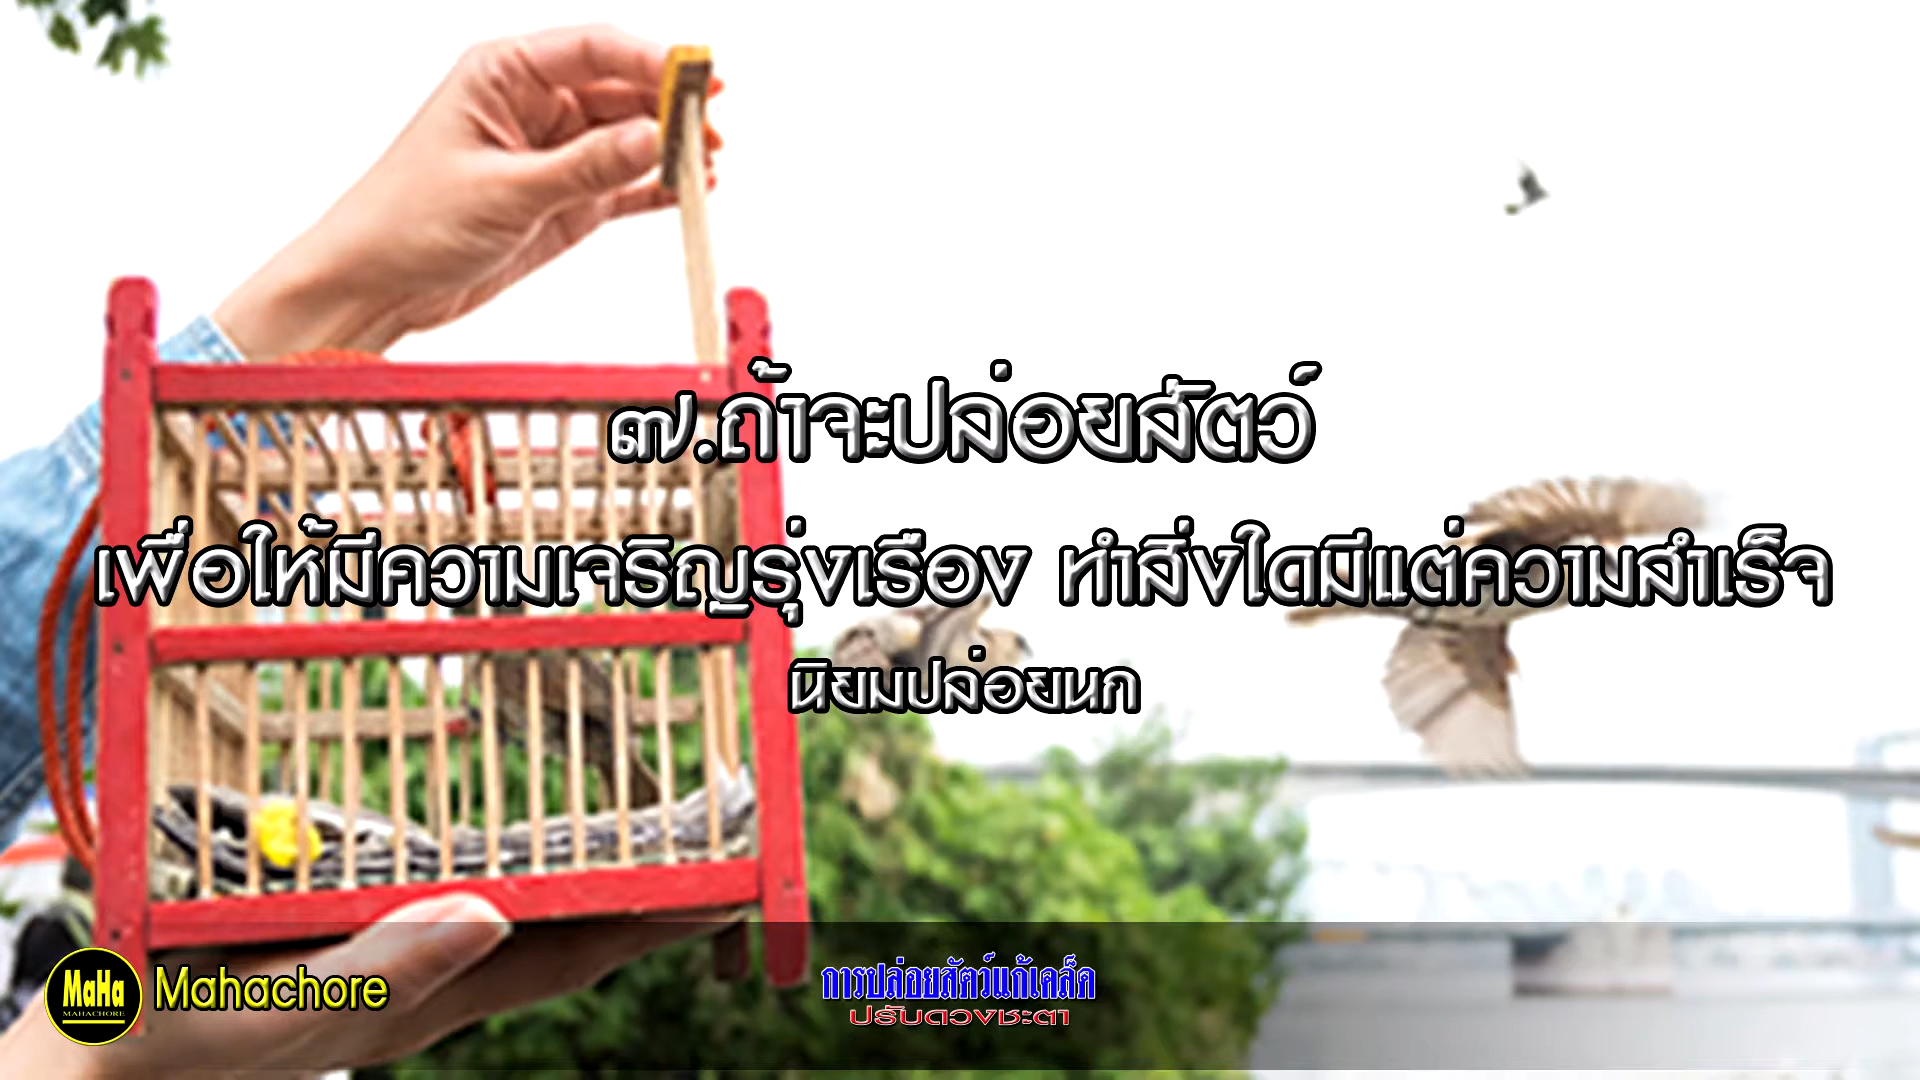 ๗.ถ้าจะปล่อยสัตว์
เพื่อให้มีความเจริญรุ่งเรือง ทำสิ่งใดมีแต่ความสำเร็จ
นิยมปล่อยนก
MaHa
MAHACHORE
Mahachore
การปล่อยสัตว์แก้เคล็ด
ปรับดวงชะตา